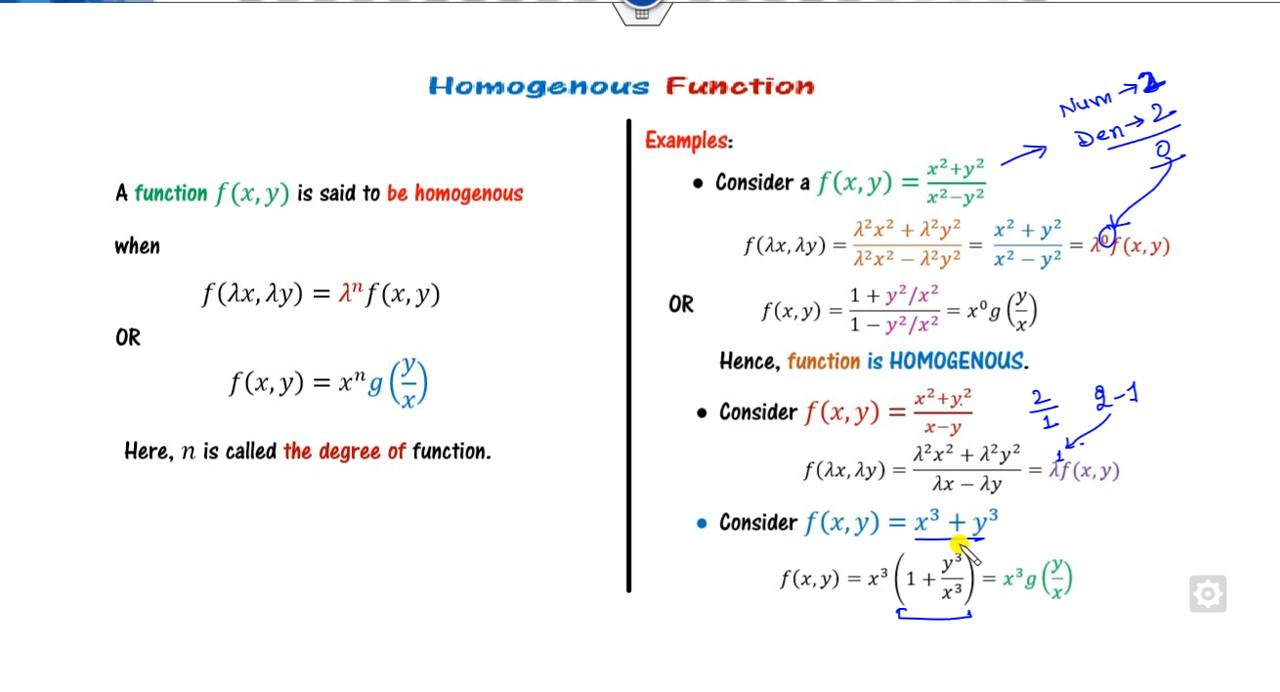 Homogenous Function
A function f(x, y) is said to be homogenous
when
f(λx, λy) = λⁿf(x, y)
OR
f(x, y) = xⁿg(y/x)
Here, n is called the degree of function.
Examples:
Num → 2
Den → 2
0
• Consider a f(x, y) = (x²+y²)/(x²−y²)
f(λx, λy) = (λ²x² + λ²y²)/(λ²x² − λ²y²) = (x² + y²)/(x² − y²) = λ⁰f(x, y)
OR f(x, y) = (1 + y²/x²)/(1 − y²/x²) = x⁰g(y/x)
Hence, function is HOMOGENOUS.
• Consider f(x, y) = (x²+y²)/(x−y) 2/1 2-1
f(λx, λy) = (λ²x² + λ²y²)/(λx − λy) = λ¹f(x, y)
• Consider f(x, y) = x³ + y³
f(x, y) = x³(1 + y³/x³) = x³g(y/x)